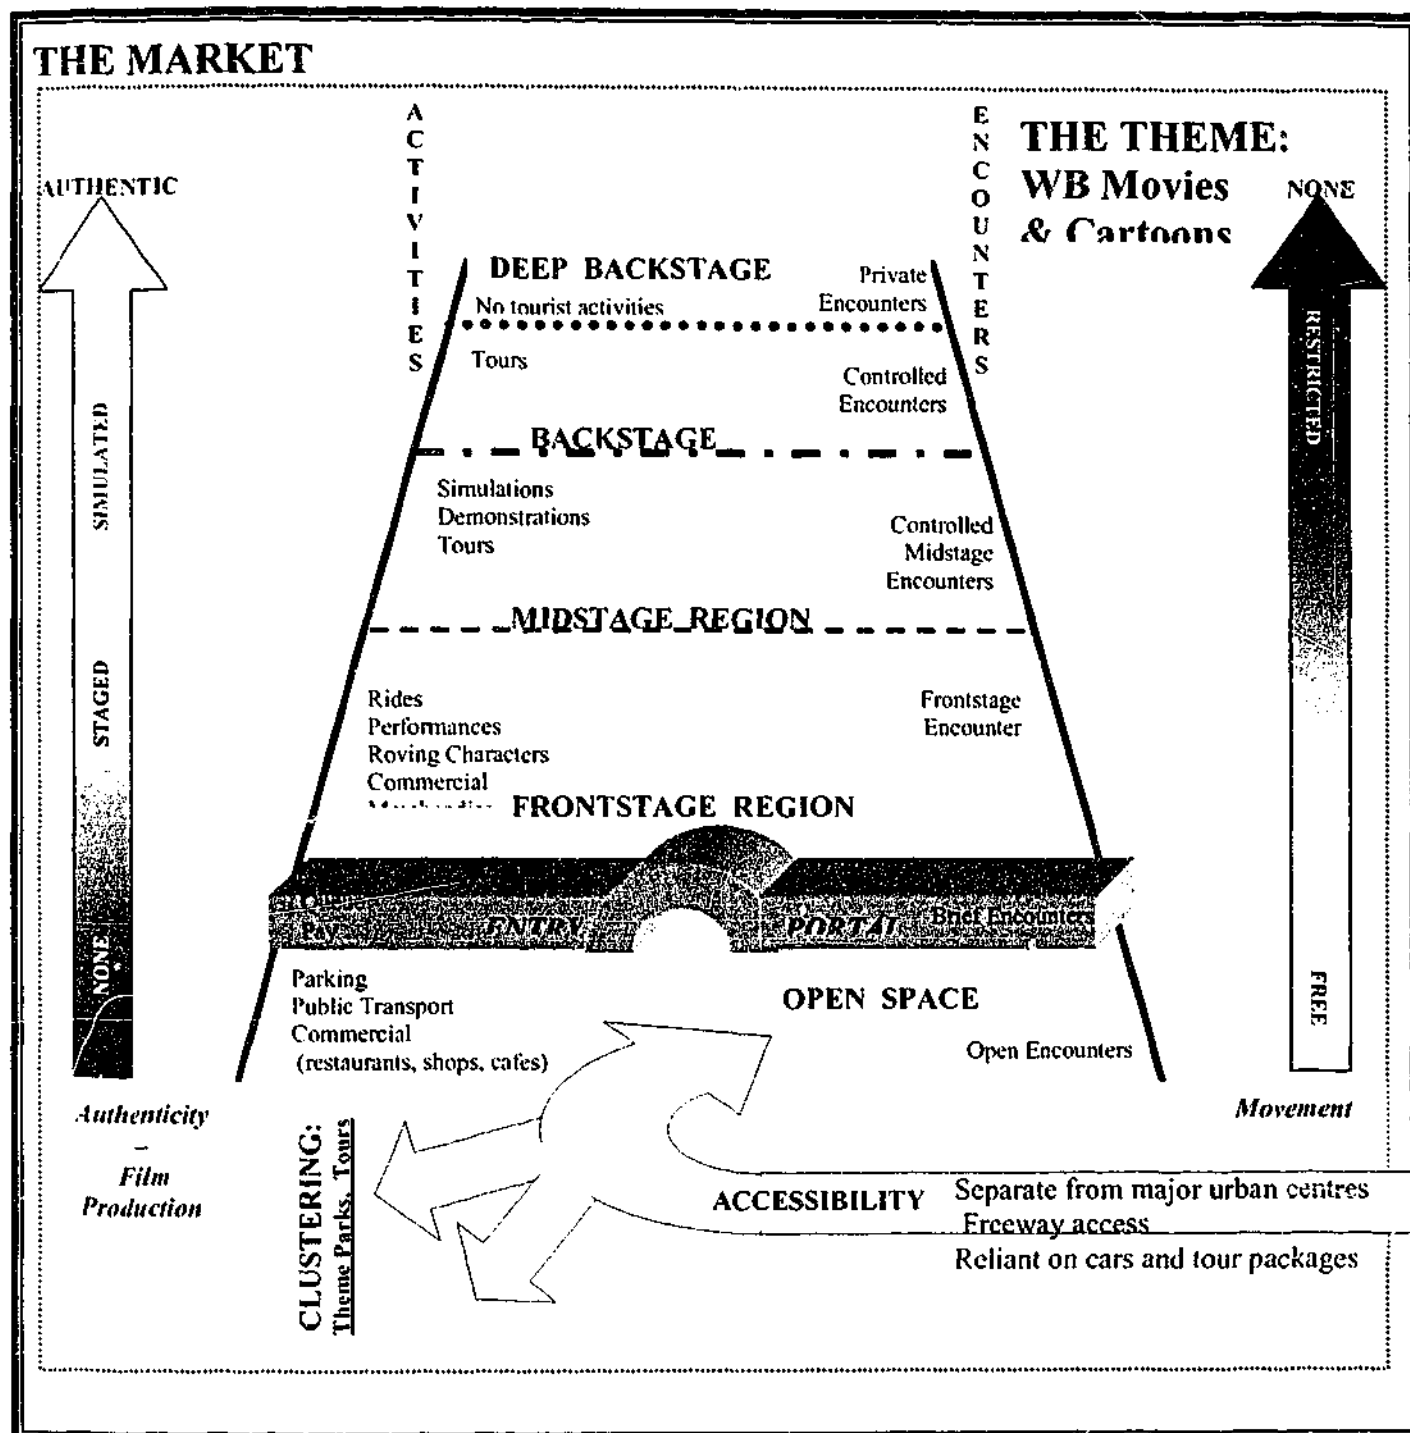 THE MARKET
ACTIVITIES
ENCOUNTERS
THE THEME:
WB Movies
& Cartoons
AUTHENTIC
NONE
DEEP BACKSTAGE
Private
Encounters
No tourist activities
Tours
Controlled
Encounters
BACKSTAGE
Simulations
Demonstrations
Tours
Controlled
Midstage
Encounters
MIDSTAGE REGION
Rides
Performances
Roving Characters
Commercial
Frontstage
Encounter
FRONTSTAGE REGION
SIMULATED
STAGED
NONE
RESTRICTED
FREE
Pay
ENTRY
PORTAL
Brief Encounters
Parking
Public Transport
Commercial
(restaurants, shops, cafes)
OPEN SPACE
Open Encounters
Authenticity
–
Film
Production
Movement
CLUSTERING:
Theme Parks, Tours
ACCESSIBILITY
Separate from major urban centres
Freeway access
Reliant on cars and tour packages